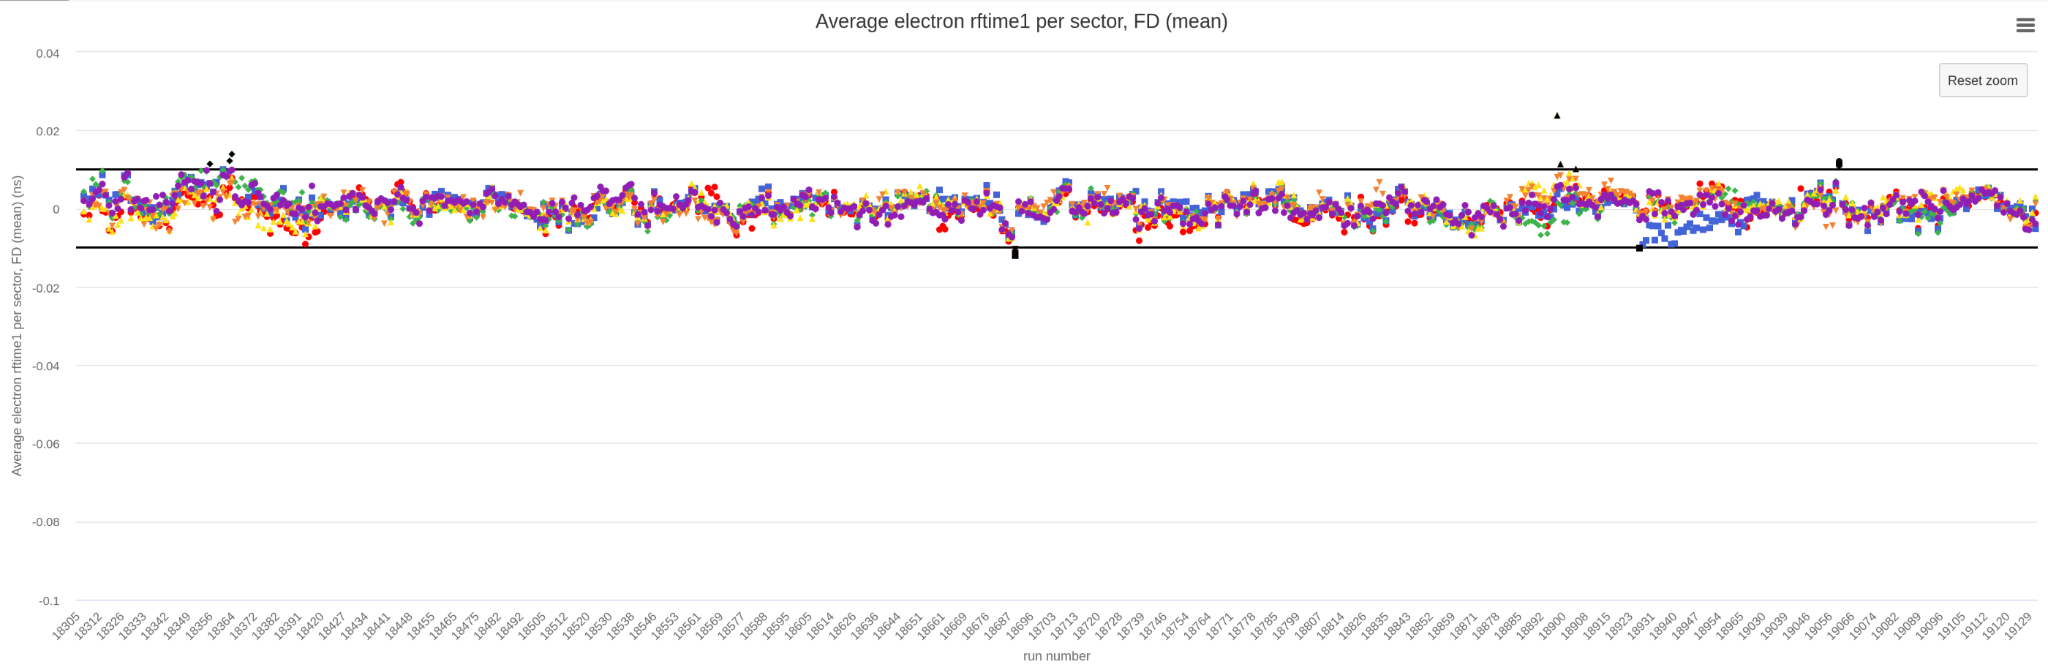 Average electron rftime1 per sector, FD (mean)
Reset zoom
Average electron rftime1 per sector, FD (mean) (ns)
0.04
0.02
0
-0.02
-0.04
-0.06
-0.08
-0.1
18305 18312 18326 18333 18342 18349 18356 18364 18372 18382 18391 18420 18427 18434 18441 18448 18455 18465 18475 18482 18492 18505 18512 18520 18530 18538 18546 18553 18561 18569 18577 18588 18595 18605 18614 18626 18636 18644 18651 18661 18669 18676 18687 18696 18703 18713 18720 18728 18739 18746 18754 18764 18771 18778 18785 18799 18807 18814 18826 18835 18843 18852 18859 18871 18878 18885 18892 18900 18908 18915 18923 18931 18940 18947 18954 18965 19030 19039 19046 19056 19066 19074 19082 19089 19096 19105 19112 19120 19129
run number